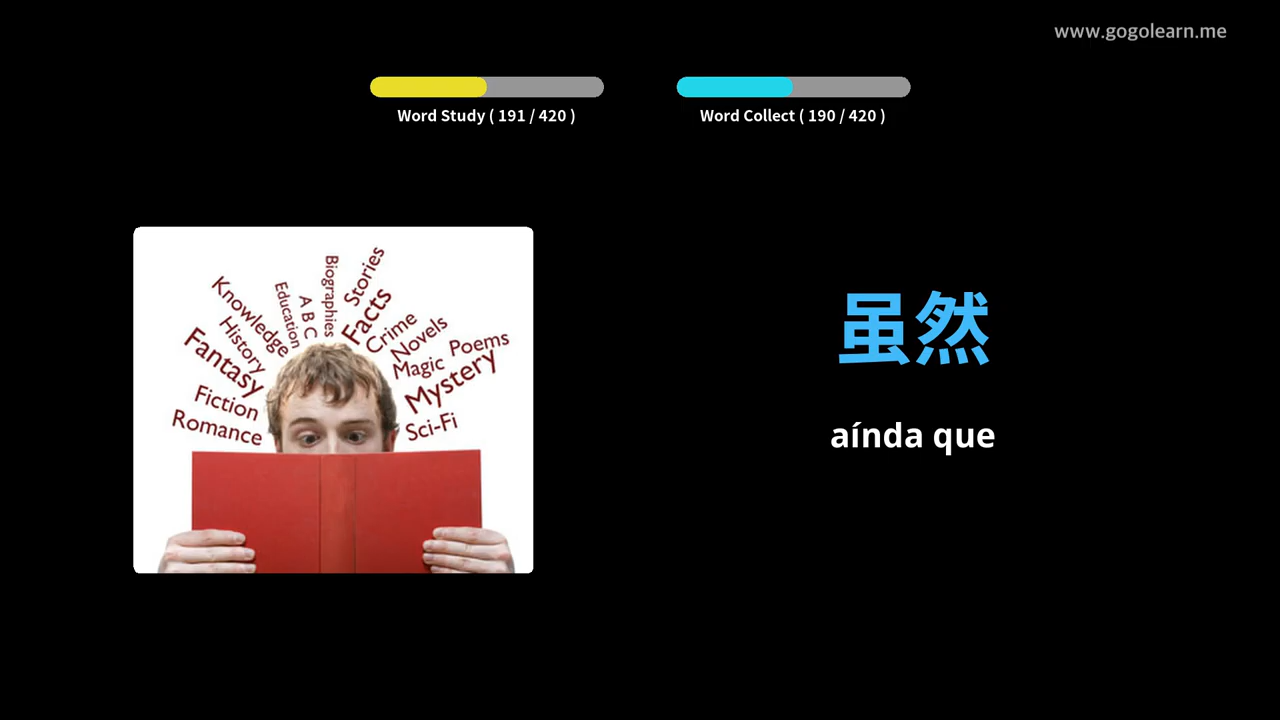 www.gogolearn.me
Word Study ( 191 / 420 )
Word Collect ( 190 / 420 )
Knowledge
Education
A B C
Biographies
Stories
Facts
History
Crime
Novels
Fantasy
Magic
Poems
Mystery
Fiction
Romance
Sci-Fi
虽然
aínda que